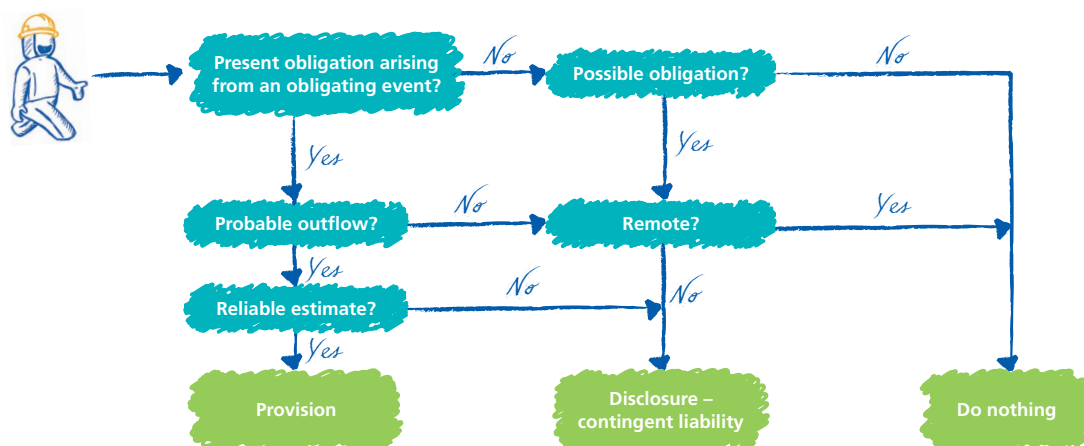 Present obligation arising
from an obligating event?
No
Possible obligation?
No
Yes
Yes
Probable outflow?
No
Remote?
Yes
Yes
Reliable estimate?
No
No
Yes
Provision
Disclosure –
contingent liability
Do nothing